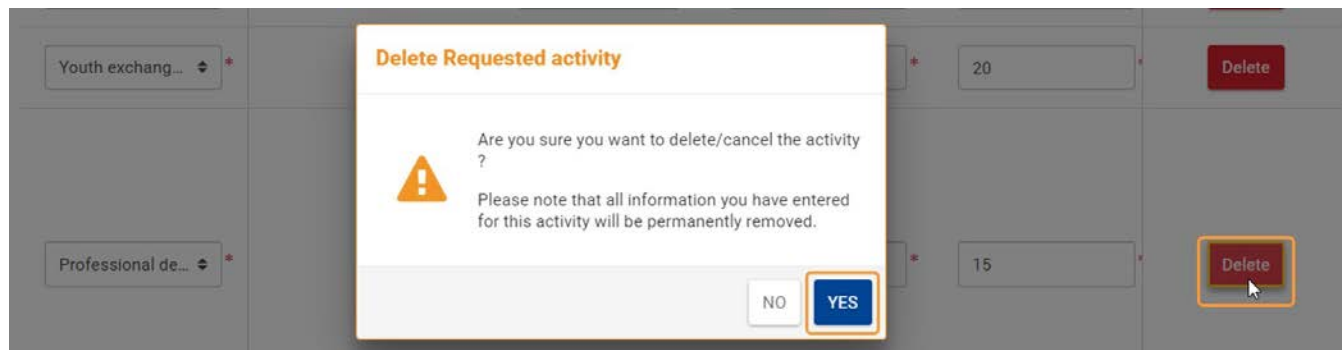 Delete Requested activity
Youth exchang... *
* 20 *
Delete
Are you sure you want to delete/cancel the activity
?
Please note that all information you have entered
for this activity will be permanently removed.
Professional de... *
* 15 *
Delete
NO YES